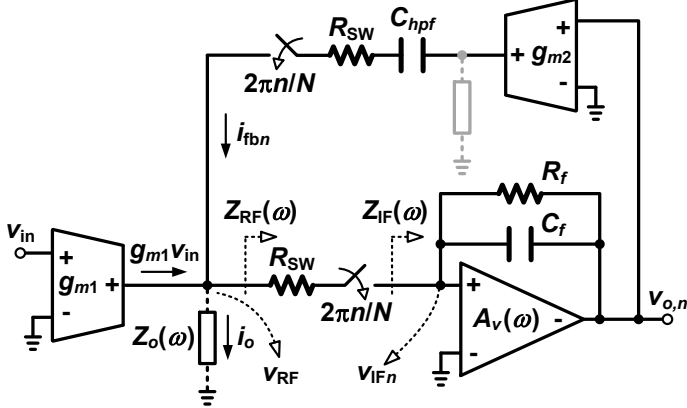 R_SW
C_hpf
2πn/N
+ g_m2 + -
i_fbn
v_in
+ g_m1 + -
g_m1v_in
Z_RF(ω)
Z_IF(ω)
R_f
C_f
R_SW
2πn/N
Z_o(ω)
i_o
v_RF
v_IFn
+ A_v(ω) - -
v_o,n